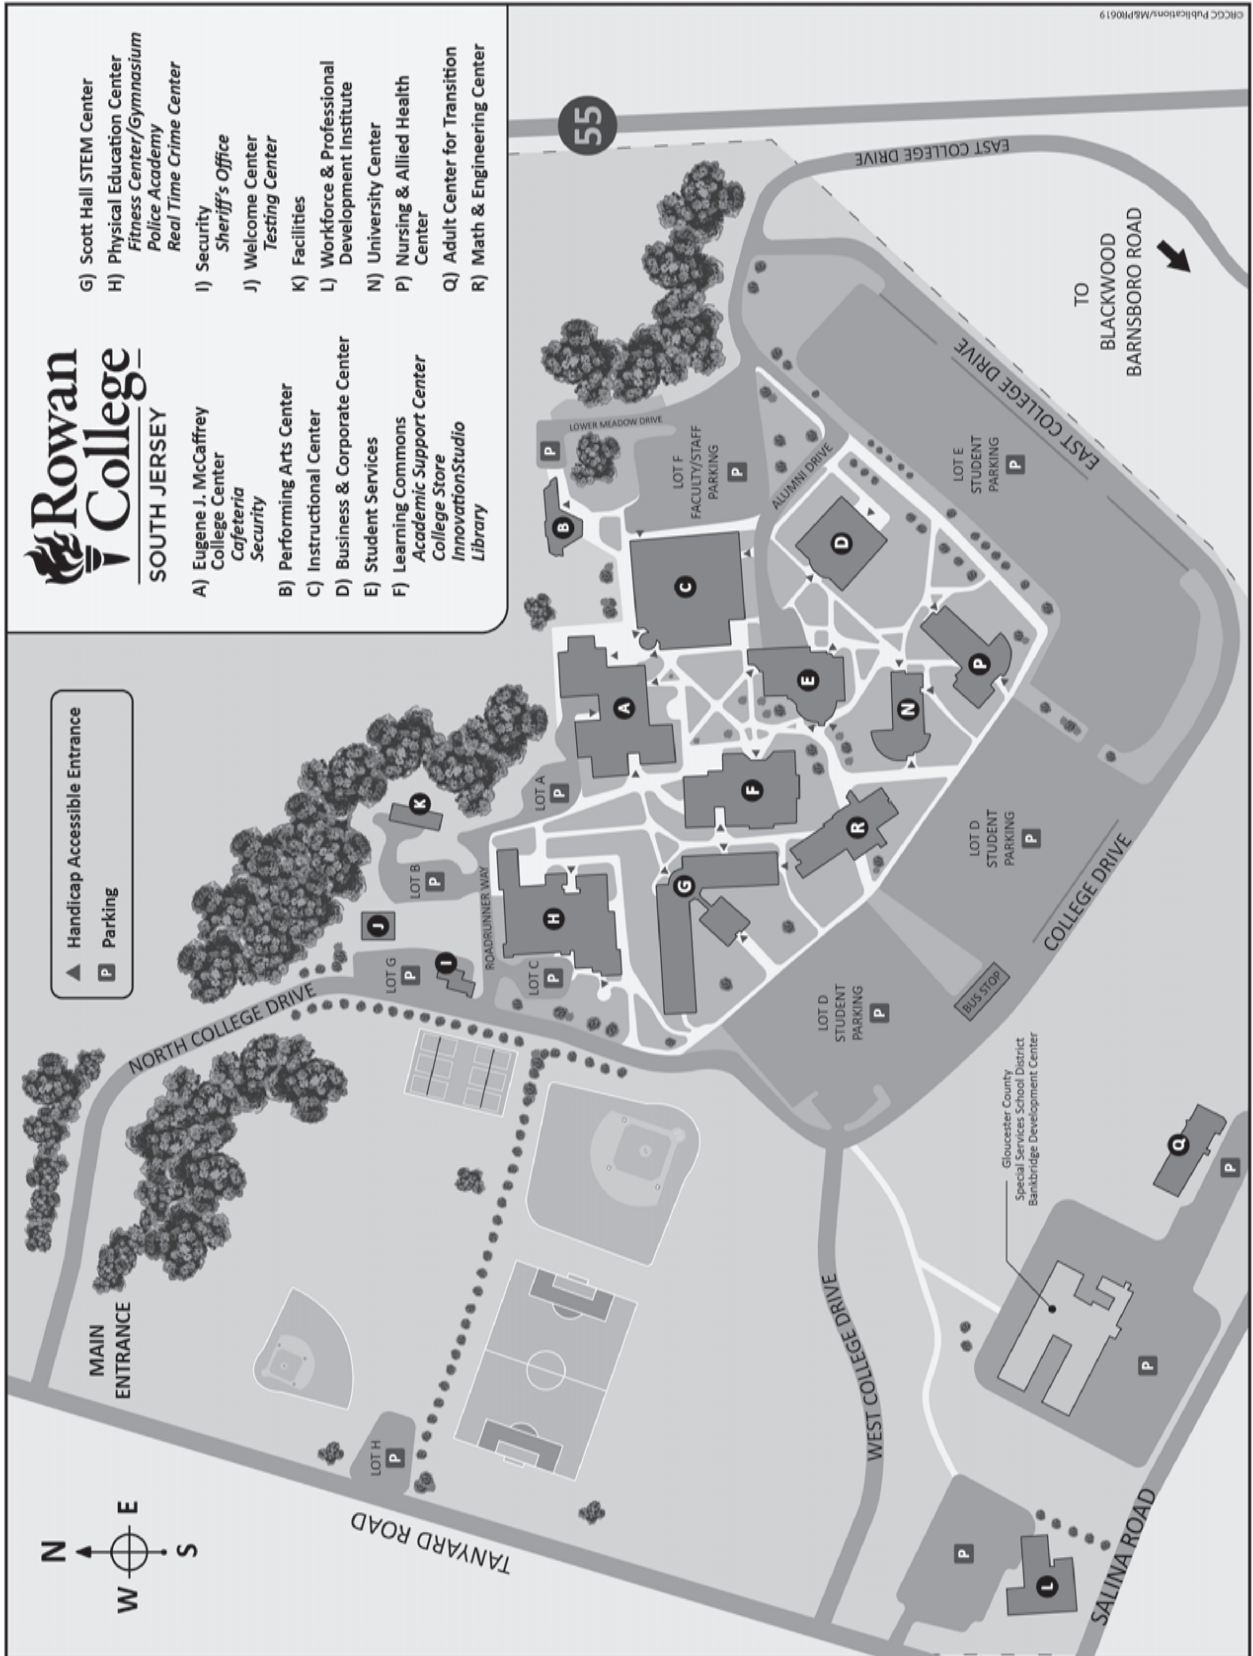 Rowan
College
SOUTH JERSEY
A) Eugene J. McCaffrey
College Center
Cafeteria
Security
B) Performing Arts Center
C) Instructional Center
D) Business & Corporate Center
E) Student Services
F) Learning Commons
Academic Support Center
College Store
InnovationStudio
Library
G) Scott Hall STEM Center
H) Physical Education Center
Fitness Center/Gymnasium
Police Academy
Real Time Crime Center
I) Security
Sheriff's Office
J) Welcome Center
Testing Center
K) Facilities
L) Workforce & Professional
Development Institute
N) University Center
P) Nursing & Allied Health
Center
Q) Adult Center for Transition
R) Math & Engineering Center
Handicap Accessible Entrance
P Parking
N
W E
S
MAIN
ENTRANCE
NORTH COLLEGE DRIVE
TANYARD ROAD
LOT H
P
LOT G
P
I
J
LOT B
P
K
ROADRUNNER WAY
LOT C
P
H
LOT A
P
A
B
P
LOWER MEADOW DRIVE
C
LOT F
FACULTY/STAFF
PARKING
P
ALUMNI DRIVE
D
E
F
G
R
N
P
55
EAST COLLEGE DRIVE
EAST COLLEGE DRIVE
EAST COLLEGE DRIVE
LOT E
STUDENT
PARKING
P
TO
BLACKWOOD
BARNSBORO ROAD
LOT D
STUDENT
PARKING
P
LOT D
STUDENT
PARKING
P
COLLEGE DRIVE
BUS STOP
WEST COLLEGE DRIVE
Gloucester County
Special Services School District
Bankbridge Development Center
P
Q
P
P
L
SALINA ROAD
©RCGC Publications/M&PR0619